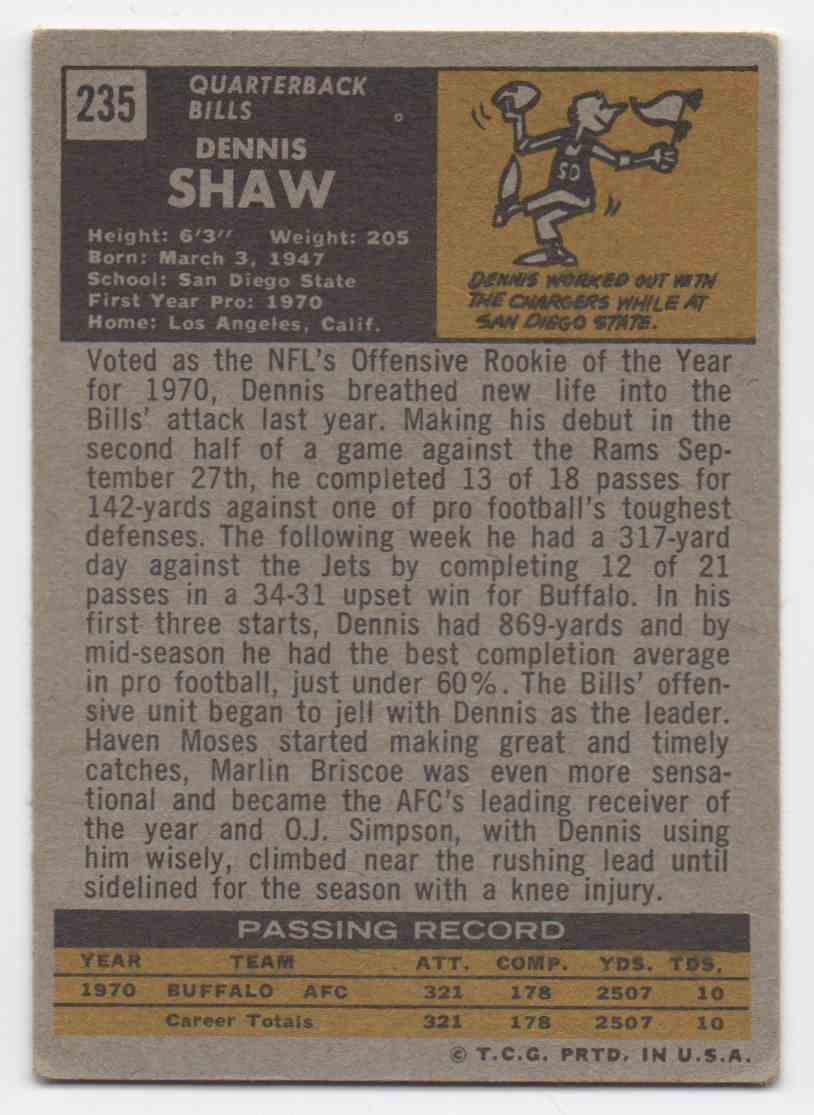 235
QUARTERBACK
BILLS
DENNIS
SHAW
Height: 6'3" Weight: 205
Born: March 3, 1947
School: San Diego State
First Year Pro: 1970
Home: Los Angeles, Calif.
SD
DENNIS WORKED OUT WITH
THE CHARGERS WHILE AT
SAN DIEGO STATE.
Voted as the NFL's Offensive Rookie of the Year
for 1970, Dennis breathed new life into the
Bills' attack last year. Making his debut in the
second half of a game against the Rams Sep-
tember 27th, he completed 13 of 18 passes for
142-yards against one of pro football's toughest
defenses. The following week he had a 317-yard
day against the Jets by completing 12 of 21
passes in a 34-31 upset win for Buffalo. In his
first three starts, Dennis had 869-yards and by
mid-season he had the best completion average
in pro football, just under 60%. The Bills' offen-
sive unit began to jell with Dennis as the leader.
Haven Moses started making great and timely
catches, Marlin Briscoe was even more sensa-
tional and became the AFC's leading receiver of
the year and O.J. Simpson, with Dennis using
him wisely, climbed near the rushing lead until
sidelined for the season with a knee injury.
PASSING RECORD
YEAR TEAM ATT. COMP. YDS. TDS.
1970 BUFFALO AFC 321 178 2507 10
Career Totals 321 178 2507 10
© T.C.G. PRTD. IN U.S.A.